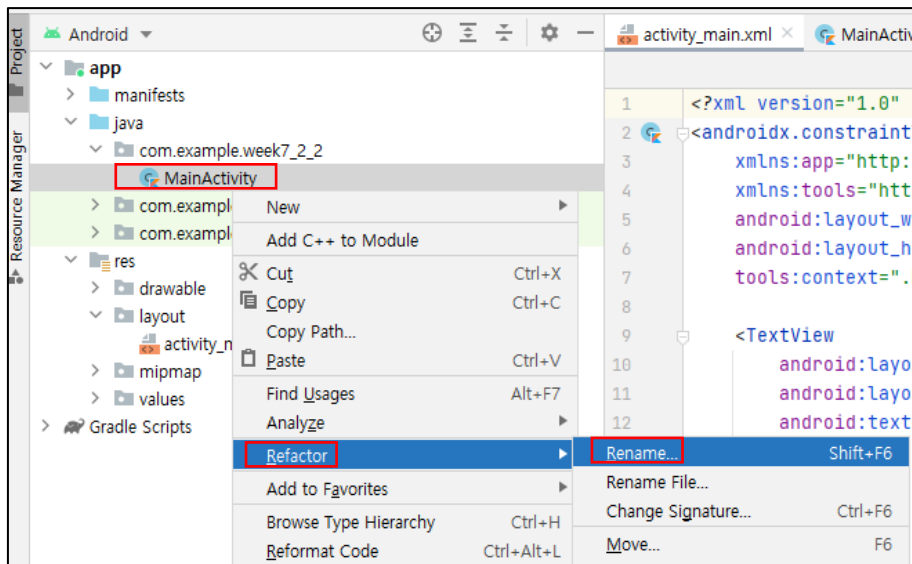 Project
Resource Manager
Android
app
manifests
java
com.example.week7_2_2
MainActivity
com.exampl
com.exampl
res
drawable
layout
activity_m
mipmap
values
Gradle Scripts
New
Add C++ to Module
Cut Ctrl+X
Copy Ctrl+C
Copy Path...
Paste Ctrl+V
Find Usages Alt+F7
Analyze
Refactor
Add to Favorites
Browse Type Hierarchy Ctrl+H
Reformat Code Ctrl+Alt+L
Rename... Shift+F6
Rename File...
Change Signature... Ctrl+F6
Move... F6
activity_main.xml MainActiv
1 <?xml version="1.0"
2 <androidx.constraint
3 xmlns:app="http:
4 xmlns:tools="htt
5 android:layout_w
6 android:layout_h
7 tools:context=".
8
9 <TextView
10 android:layo
11 android:layo
12 android:text